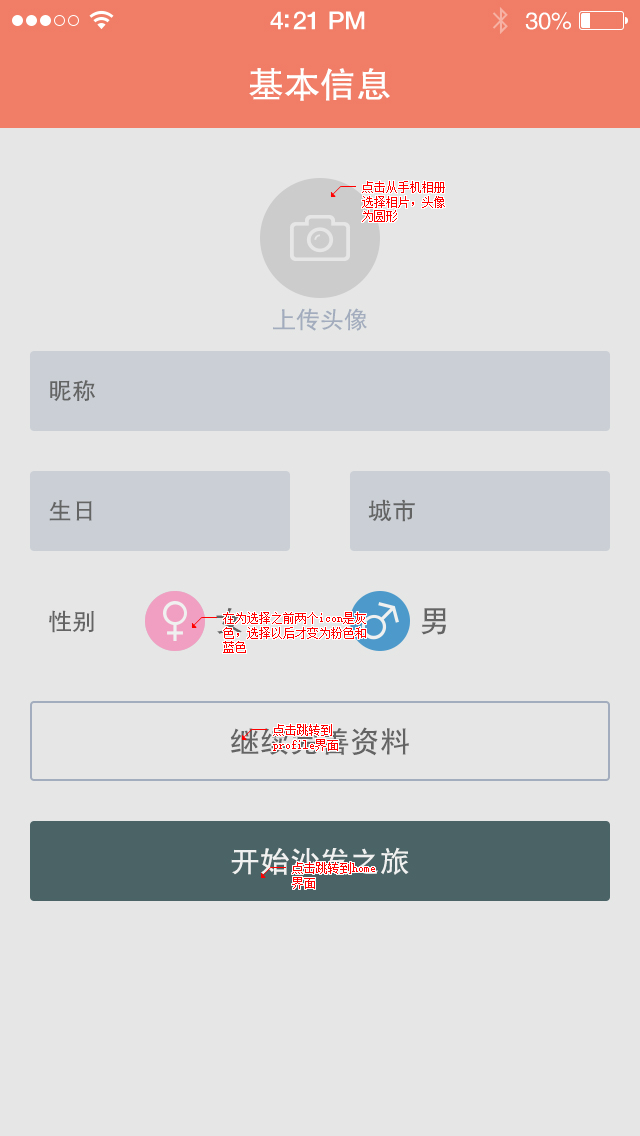 4:21 PM
30%
基本信息
点击从手机相册
选择相片，头像
为圆形
上传头像
昵称
生日
城市
性别
男
在为选择之前两个icon是灰
色，选择以后才变为粉色和
蓝色
继续完善资料
点击跳转到
profile界面
开始沙发之旅
点击跳转到home
界面